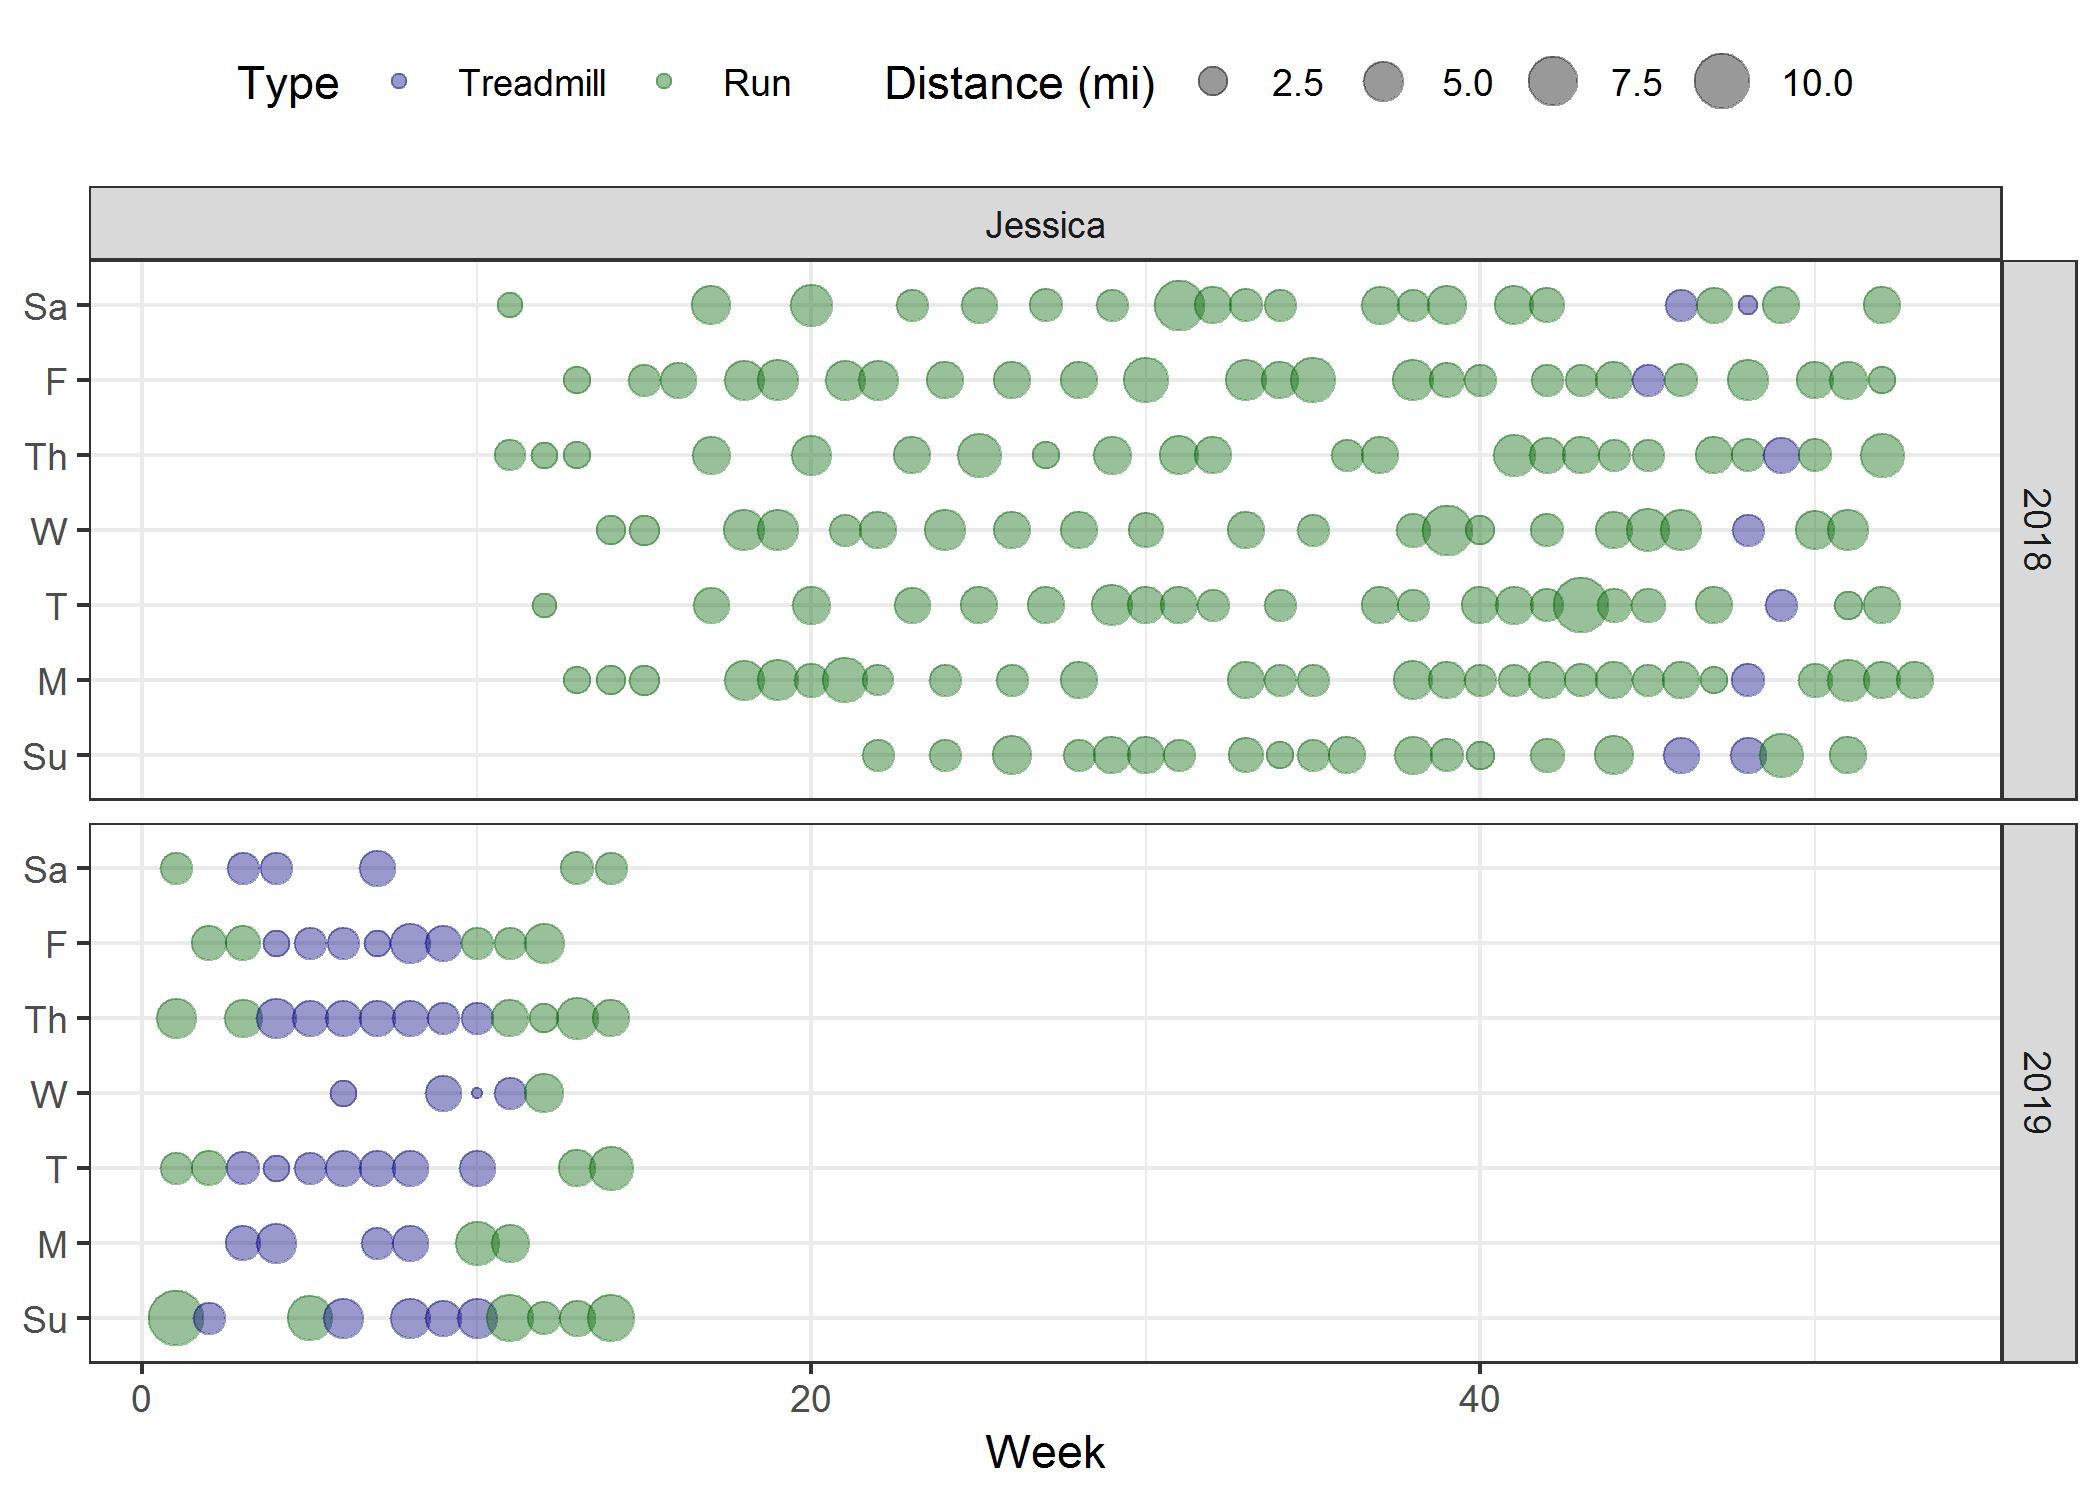 Type Treadmill Run Distance (mi) 2.5 5.0 7.5 10.0
Jessica
Sa
F
Th
W
T
M
Su
2018
Sa
F
Th
W
T
M
Su
2019
0 20 40
Week